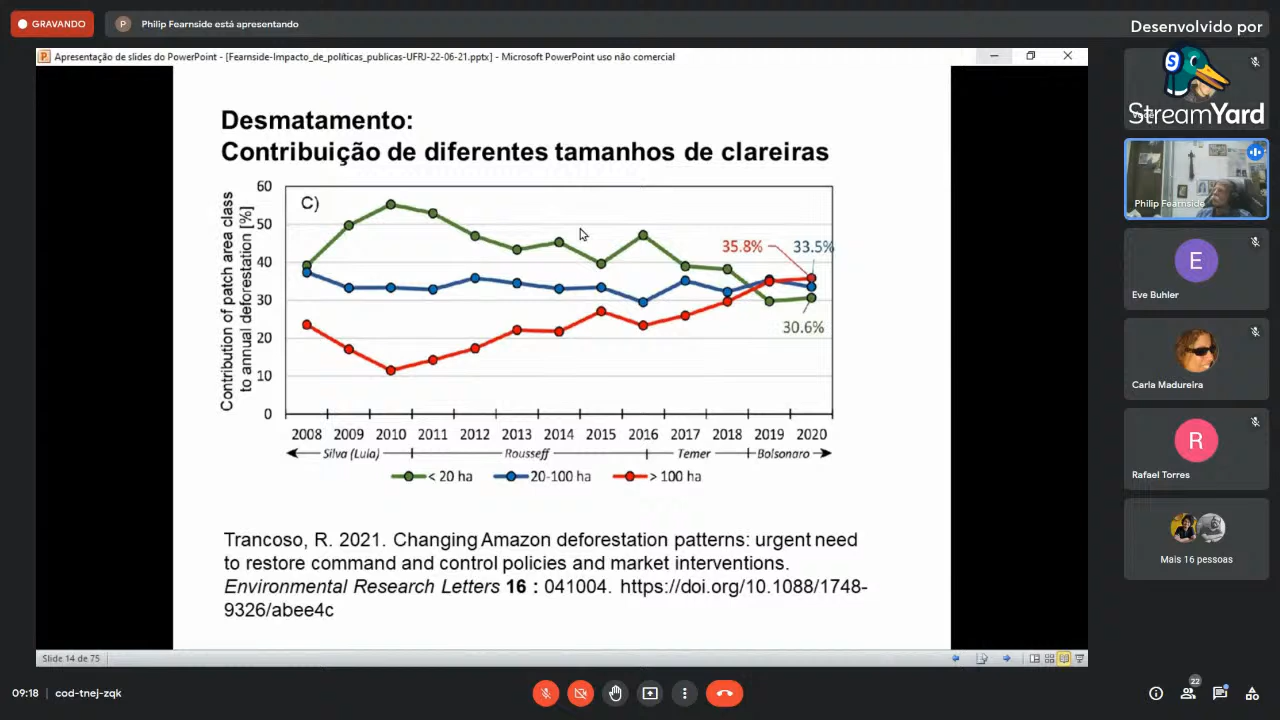 GRAVANDO
P
Philip Fearnside está apresentando
Desenvolvido por
StreamYard
Apresentação de slides do PowerPoint - [Fearnside-Impacto_de_políticas_publicas-UFRJ-22-06-21.pptx] - Microsoft PowerPoint uso não comercial
Desmatamento:
Contribuição de diferentes tamanhos de clareiras
Contribution of patch area class
to annual deforestation [%]
60
50
40
30
20
10
0
C)
35.8%
33.5%
30.6%
2008 2009 2010 2011 2012 2013 2014 2015 2016 2017 2018 2019 2020
Silva (Lula) Rousseff Temer Bolsonaro
< 20 ha 20-100 ha > 100 ha
Trancoso, R. 2021. Changing Amazon deforestation patterns: urgent need
to restore command and control policies and market interventions.
Environmental Research Letters 16 : 041004. https://doi.org/10.1088/1748-
9326/abee4c
Slide 14 de 75
Philip Fearnside
E
Eve Buhler
Carla Madureira
R
Rafael Torres
Mais 16 pessoas
09:18 | cod-tnej-zqk
22